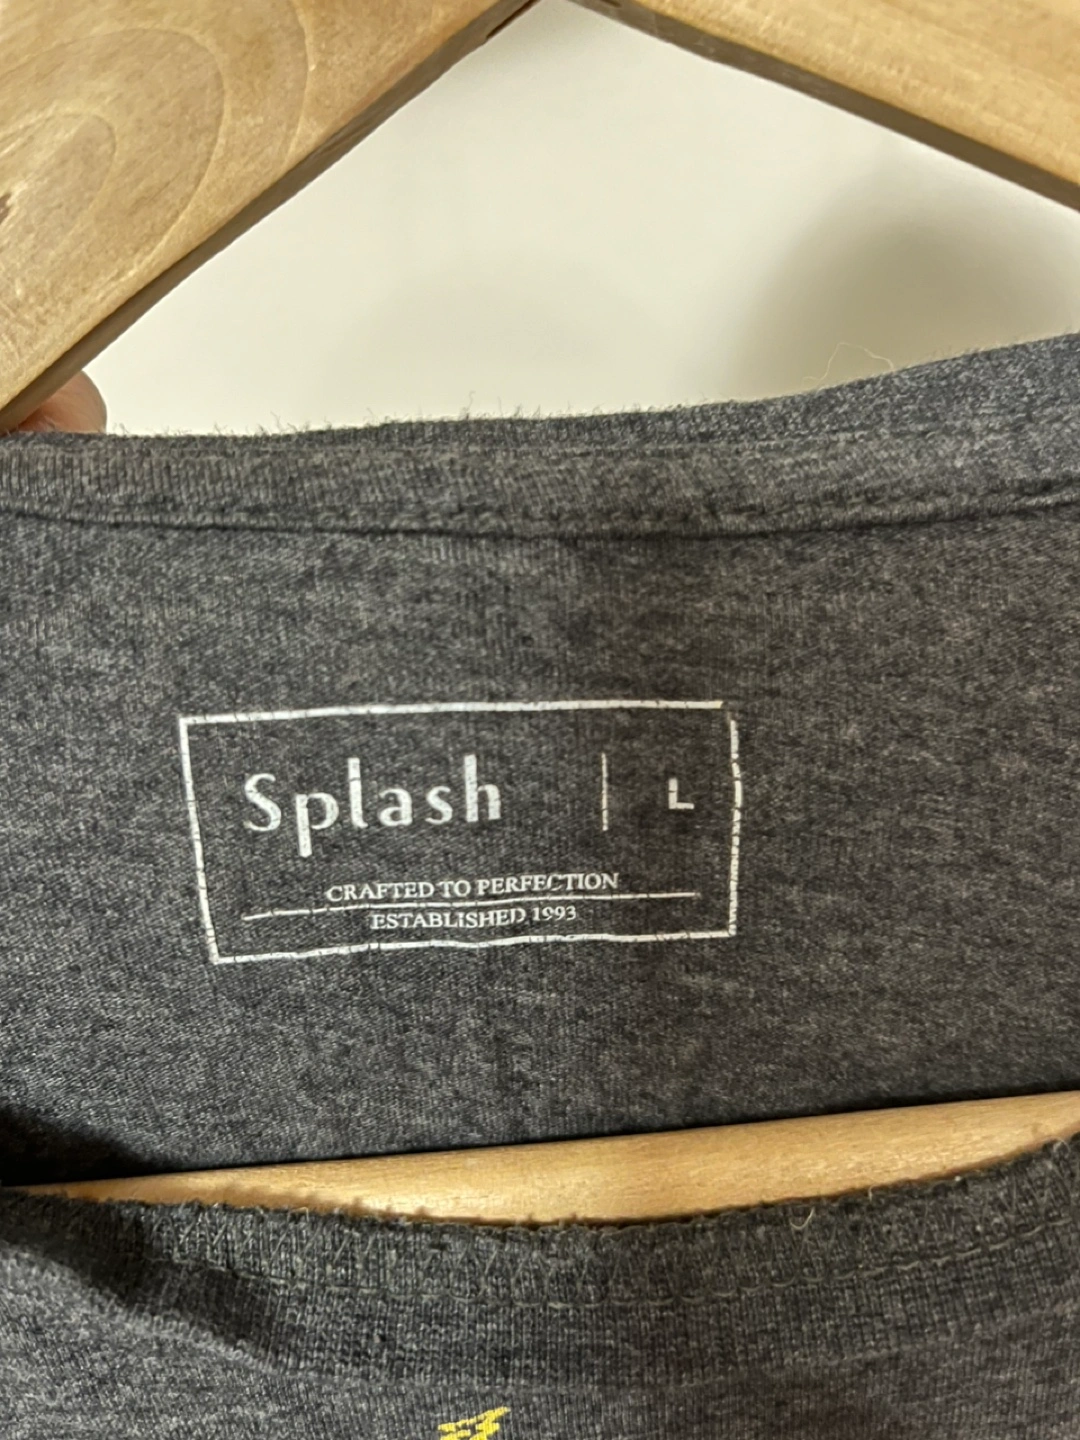 Splash | L
CRAFTED TO PERFECTION
ESTABLISHED 1993